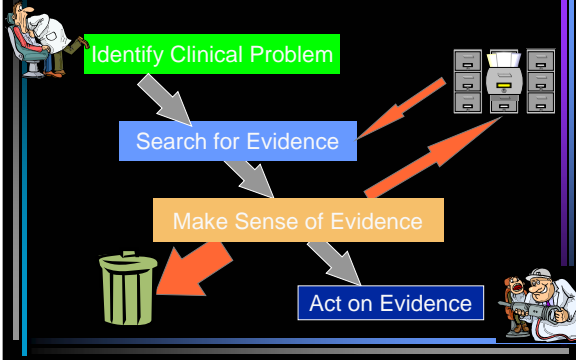 Identify Clinical Problem
Search for Evidence
Make Sense of Evidence
Act on Evidence